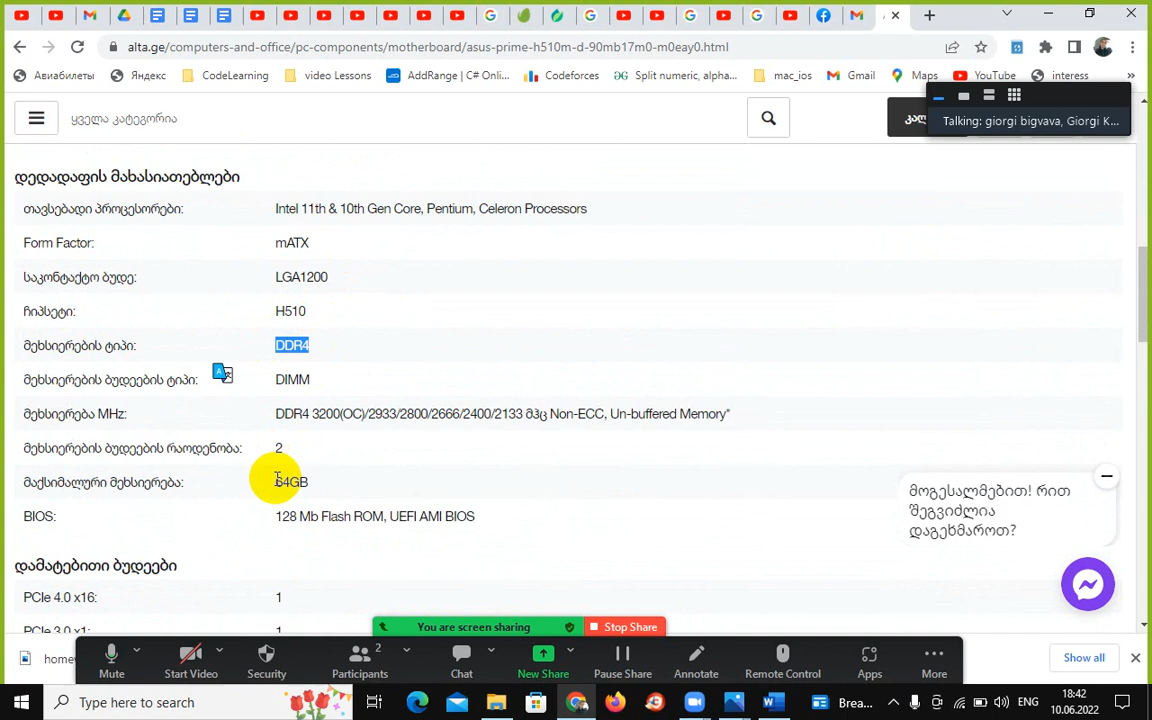 alta.ge/computers-and-office/pc-components/motherboard/asus-prime-h510m-d-90mb17m0-m0eay0.html
Авиабилеты
Яндекс
CodeLearning
video Lessons
AddRange | C# Onli...
Codeforces
Split numeric, alpha...
mac_ios
Gmail
Maps
YouTube
interess
»
ყველა კატეგორია
Talking: giorgi bigvava, Giorgi K...
დედადაფის მახასიათებლები
თავსებადი პროცესორები: Intel 11th & 10th Gen Core, Pentium, Celeron Processors
Form Factor: mATX
საკონტაქტო ბუდე: LGA1200
ჩიპსეტი: H510
მეხსიერების ტიპი: DDR4
მეხსიერების ბუდეების ტიპი: DIMM
მეხსიერება MHz: DDR4 3200(OC)/2933/2800/2666/2400/2133 მჰც Non-ECC, Un-buffered Memory*
მეხსიერების ბუდეების რაოდენობა: 2
მაქსიმალური მეხსიერება: 64GB
BIOS: 128 Mb Flash ROM, UEFI AMI BIOS
მოგესალმებით! რით
შეგვიძლია
დაგეხმაროთ?
დამატებითი ბუდეები
PCIe 4.0 x16: 1
PCIe 3.0 x1: 1
You are screen sharing
Stop Share
Mute
Start Video
Security
Participants 2
Chat
New Share
Pause Share
Annotate
Remote Control
Apps
More
Show all
Type here to search
Brea...
ENG
18:42
10.06.2022